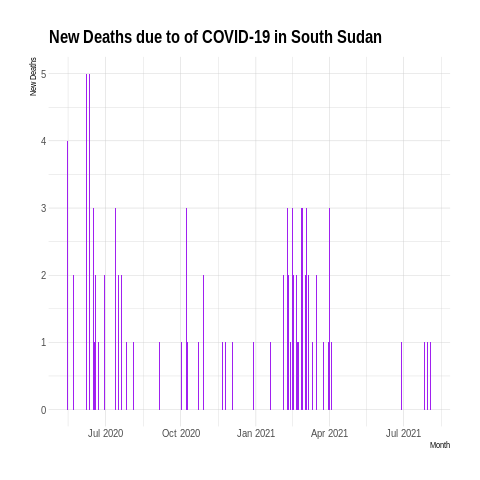 New Deaths due to of COVID-19 in South Sudan
New Deaths
5
4
3
2
1
0
Jul 2020 Oct 2020 Jan 2021 Apr 2021 Jul 2021
Month